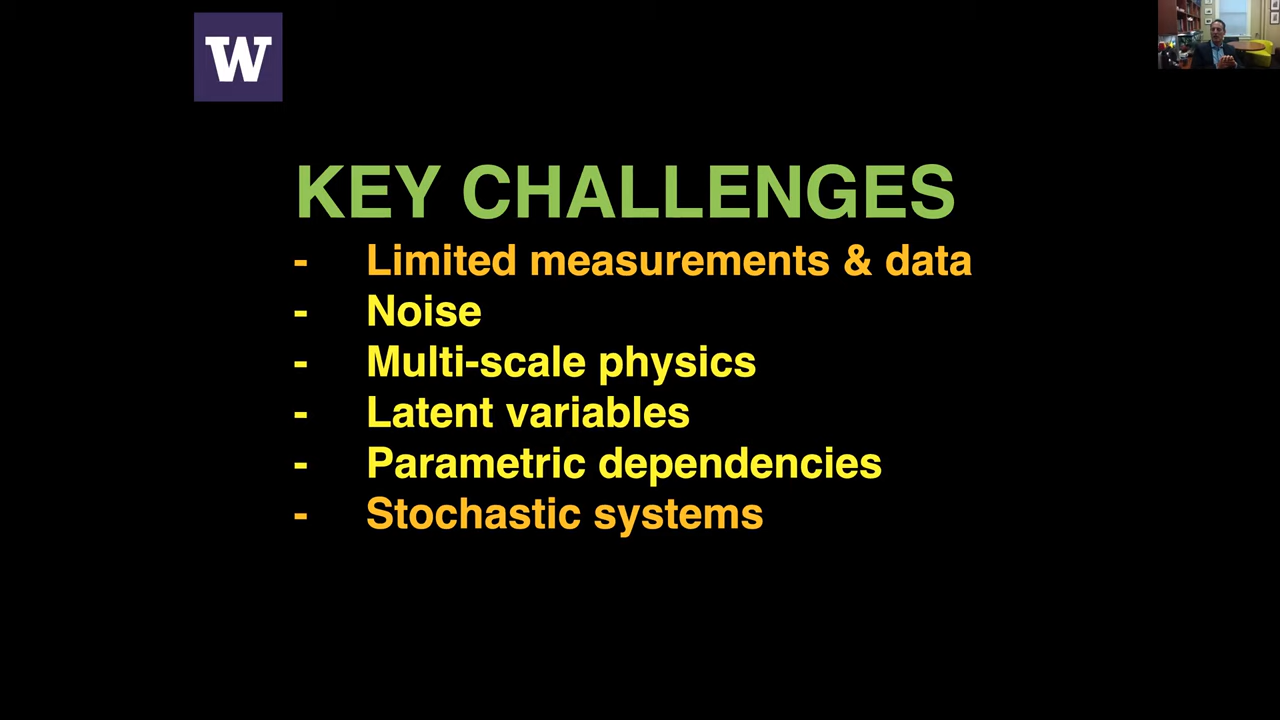 W
KEY CHALLENGES
- Limited measurements & data
- Noise
- Multi-scale physics
- Latent variables
- Parametric dependencies
- Stochastic systems